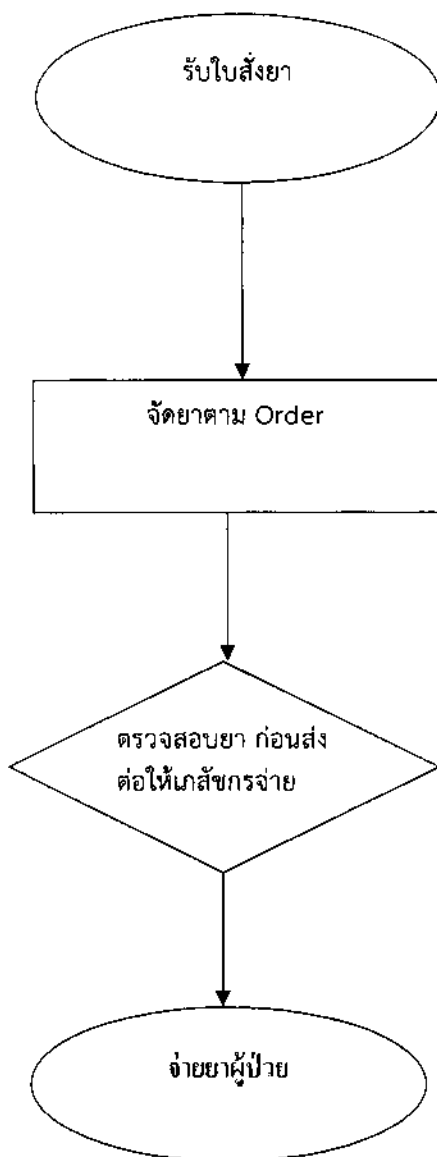 รับใบสั่งยา
จัดยาตาม Order
ตรวจสอบยา ก่อนส่ง
ต่อให้เภสัชกรจ่าย
จ่ายยาผู้ป่วย